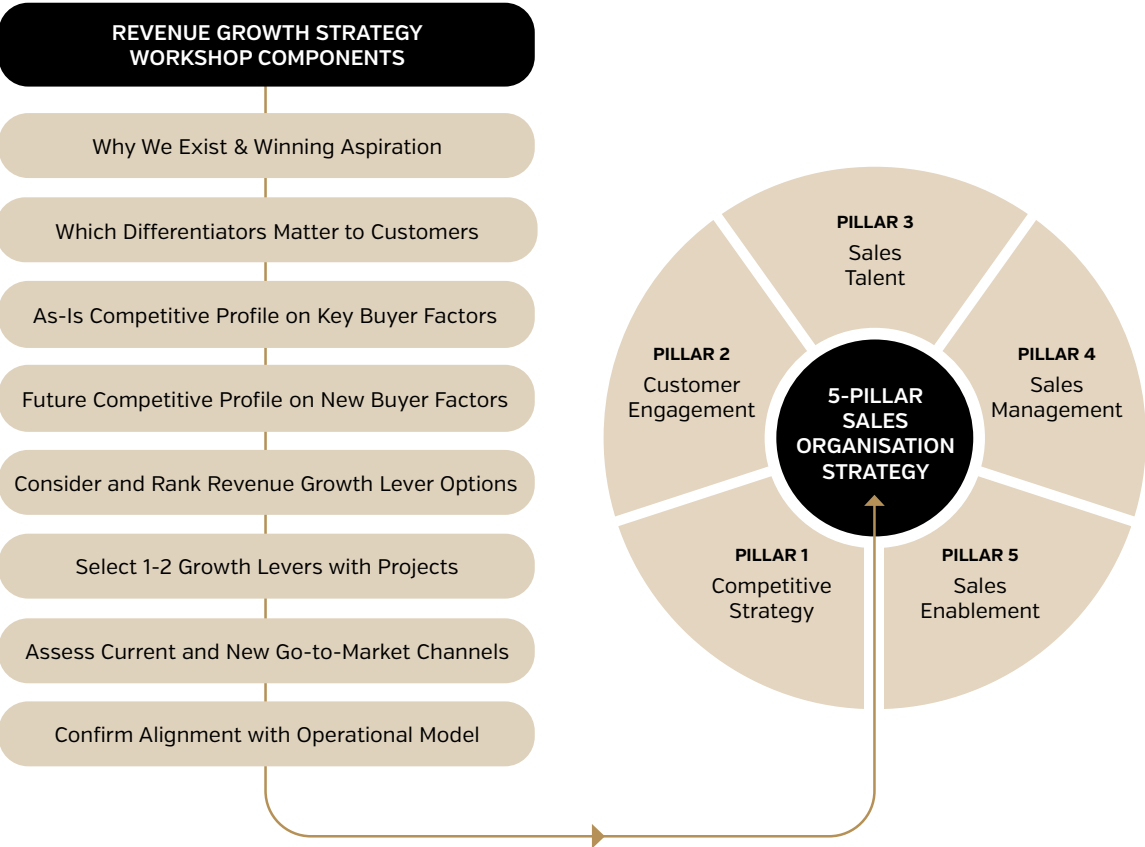 REVENUE GROWTH STRATEGY
WORKSHOP COMPONENTS
Why We Exist & Winning Aspiration
Which Differentiators Matter to Customers
As-Is Competitive Profile on Key Buyer Factors
Future Competitive Profile on New Buyer Factors
Consider and Rank Revenue Growth Lever Options
Select 1-2 Growth Levers with Projects
Assess Current and New Go-to-Market Channels
Confirm Alignment with Operational Model
5-PILLAR
SALES
ORGANISATION
STRATEGY
PILLAR 1
Competitive
Strategy
PILLAR 2
Customer
Engagement
PILLAR 3
Sales
Talent
PILLAR 4
Sales
Management
PILLAR 5
Sales
Enablement